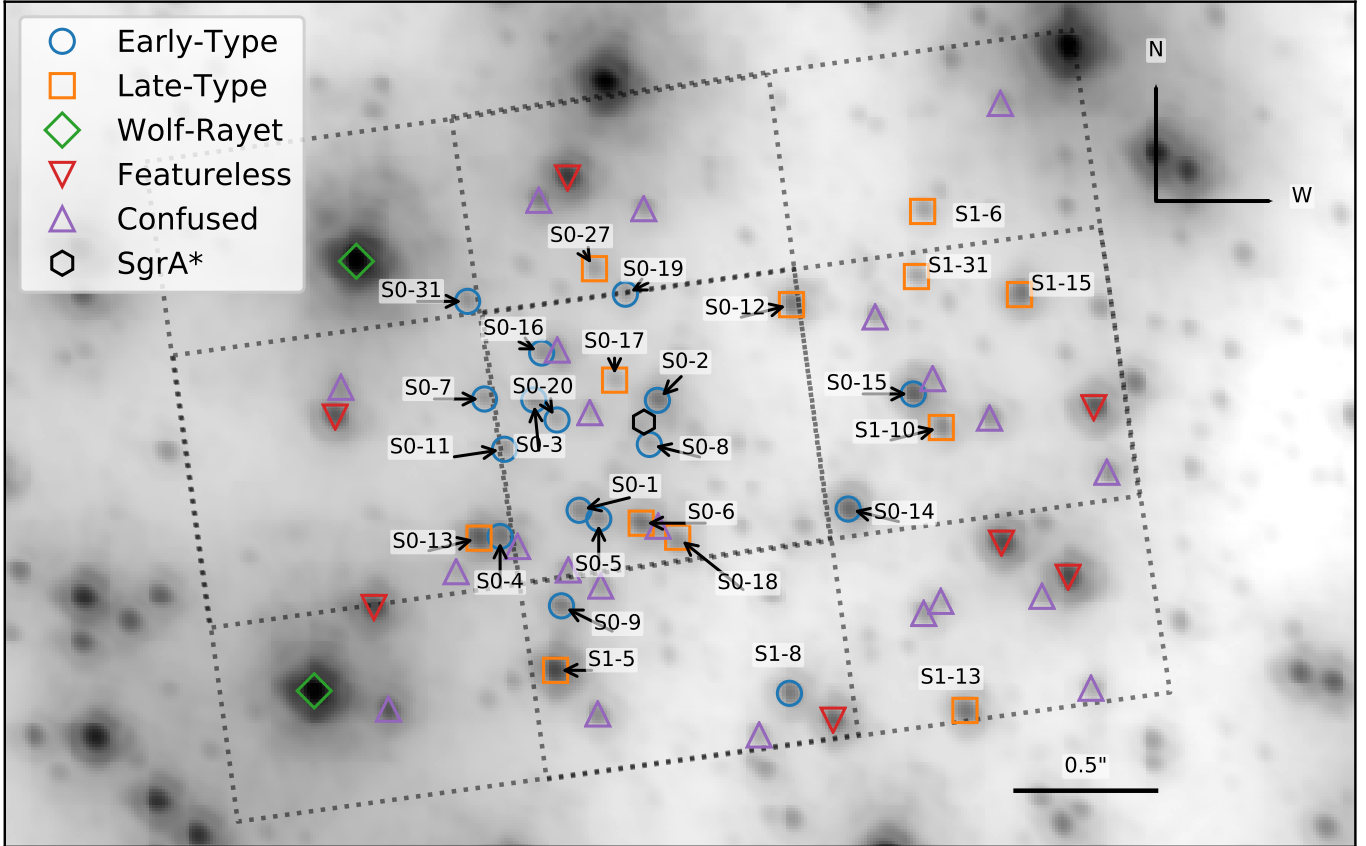 Early-Type
Late-Type
Wolf-Rayet
Featureless
Confused
SgrA*
N
W
S1-6
S0-27
S0-19
S1-31
S1-15
S0-31
S0-12
S0-16
S0-17
S0-2
S0-7
S0-20
S0-15
S0-11
S0-3
S0-8
S1-10
S0-1
S0-6
S0-14
S0-13
S0-4
S0-5
S0-18
S0-9
S1-5
S1-8
S1-13
0.5"